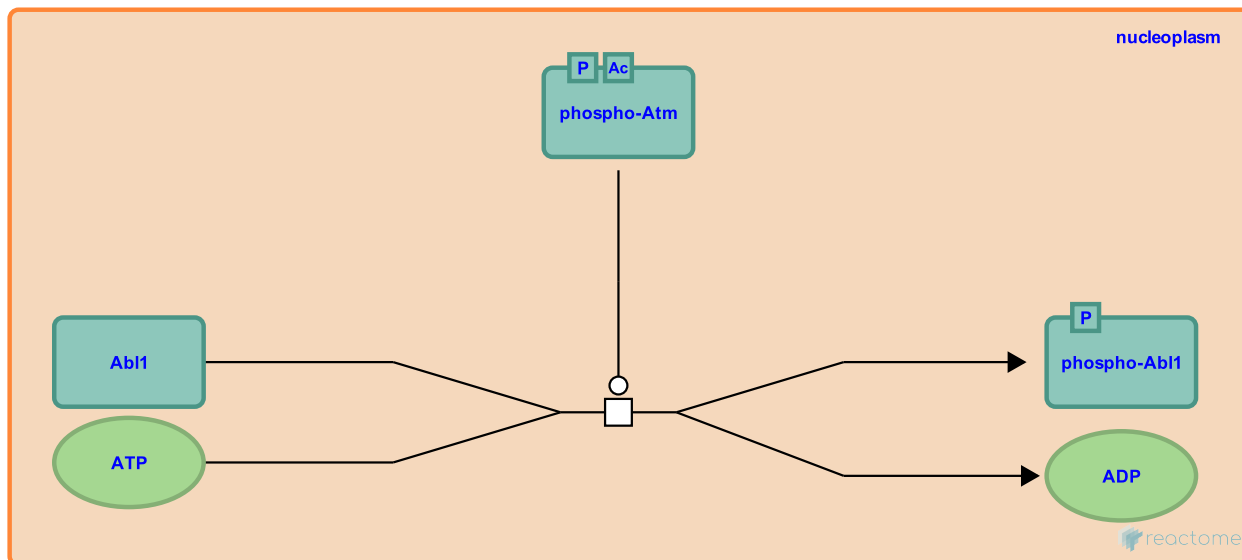 nucleoplasm
P Ac
phospho-Atm
Abl1
P
phospho-Abl1
ATP
ADP
reactome